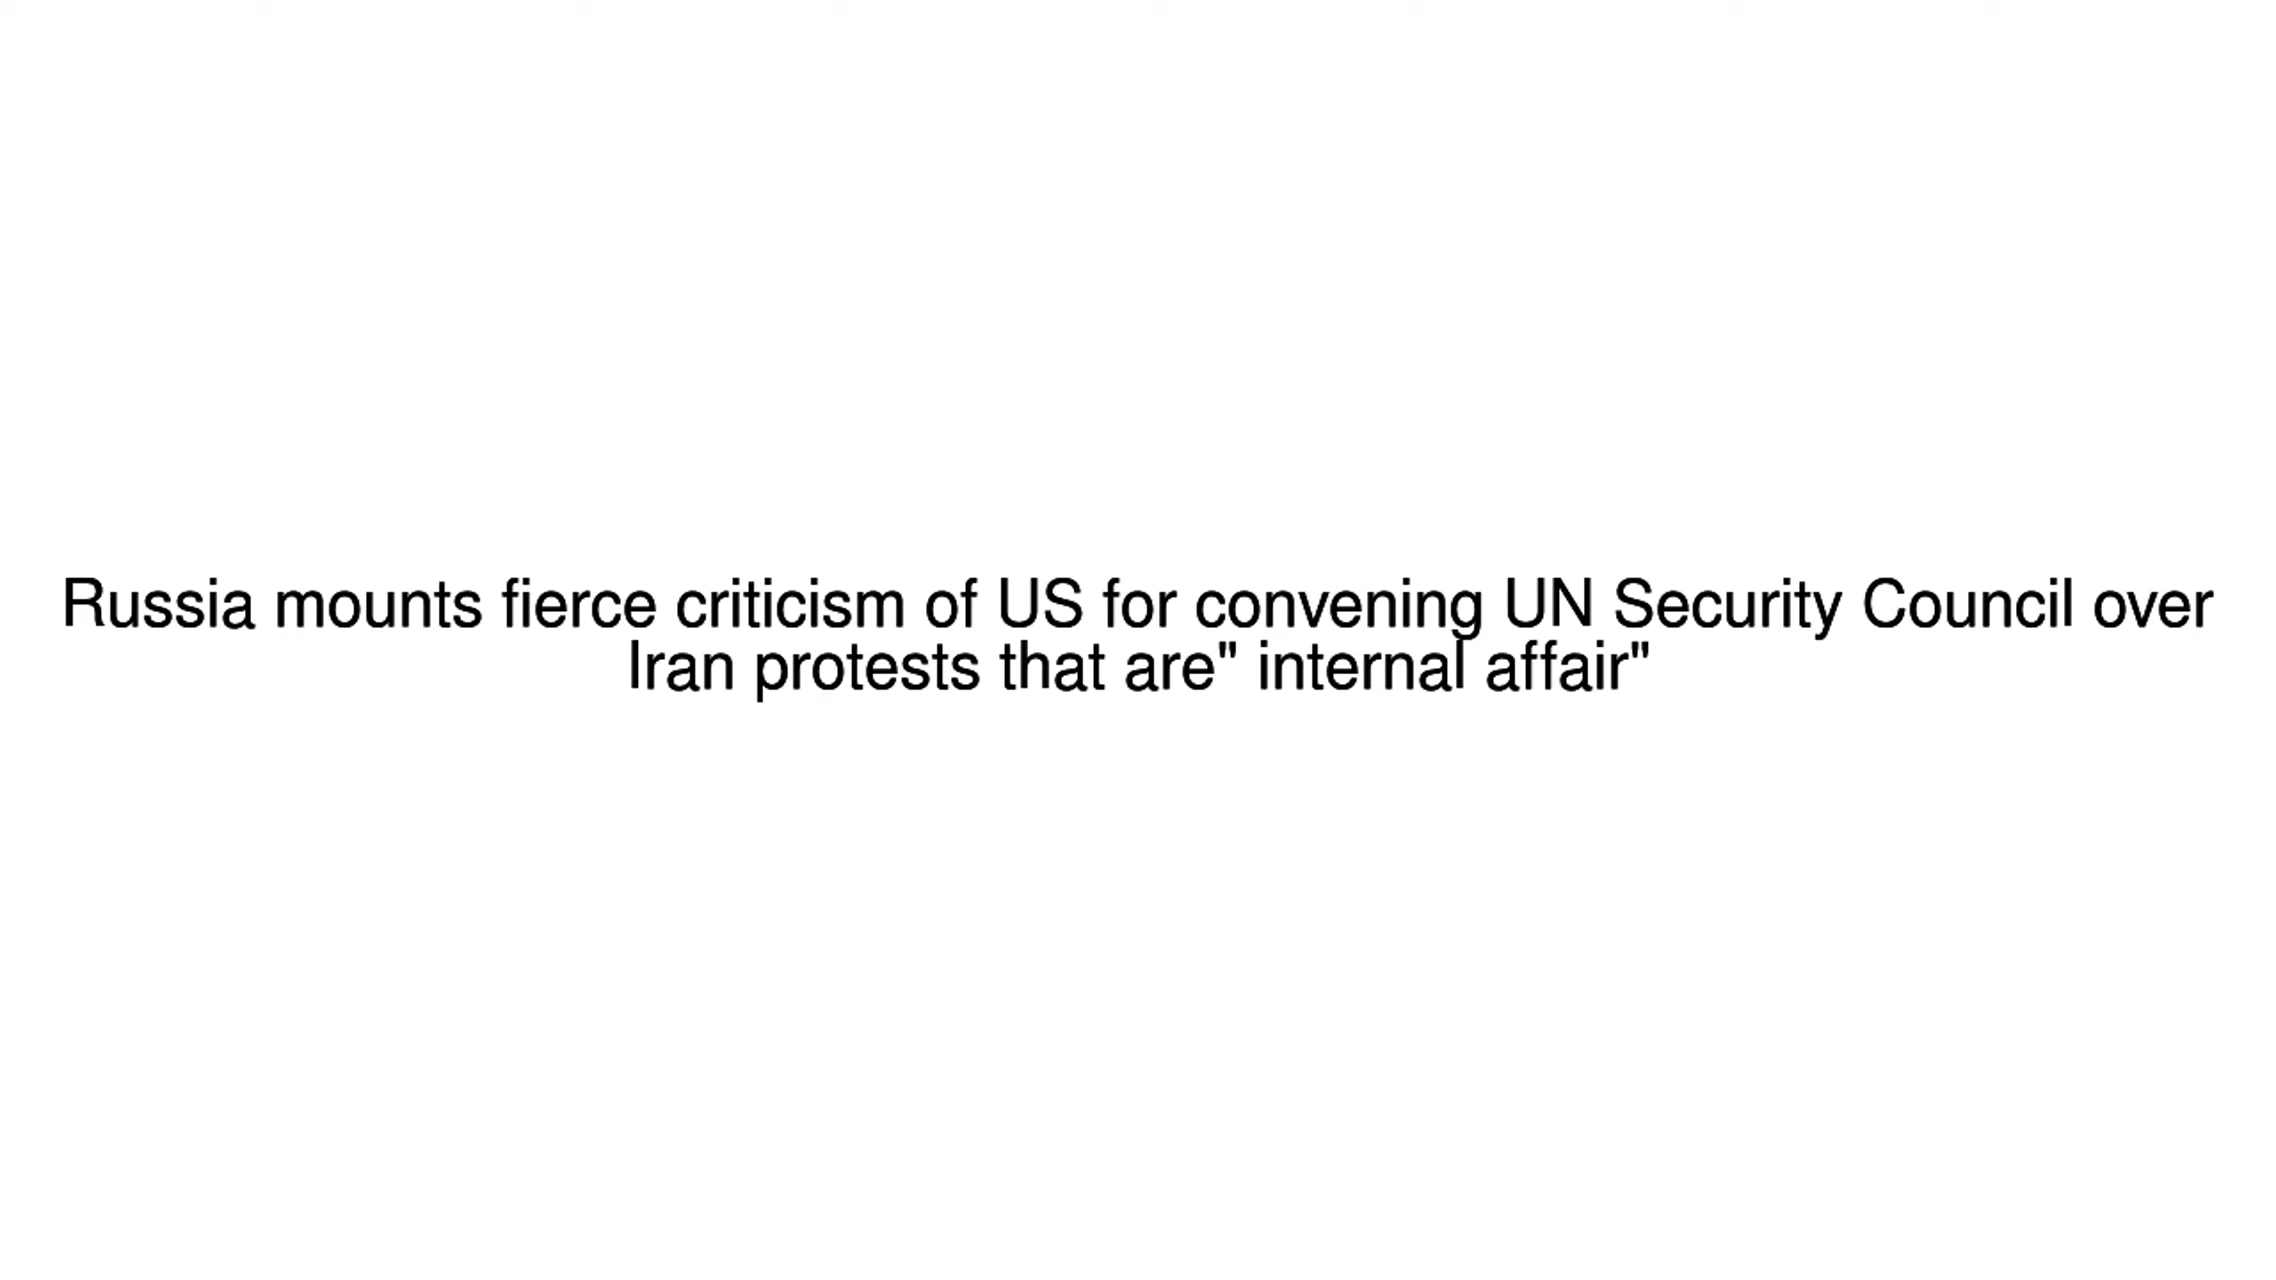 Russia mounts fierce criticism of US for convening UN Security Council over
Iran protests that are" internal affair"